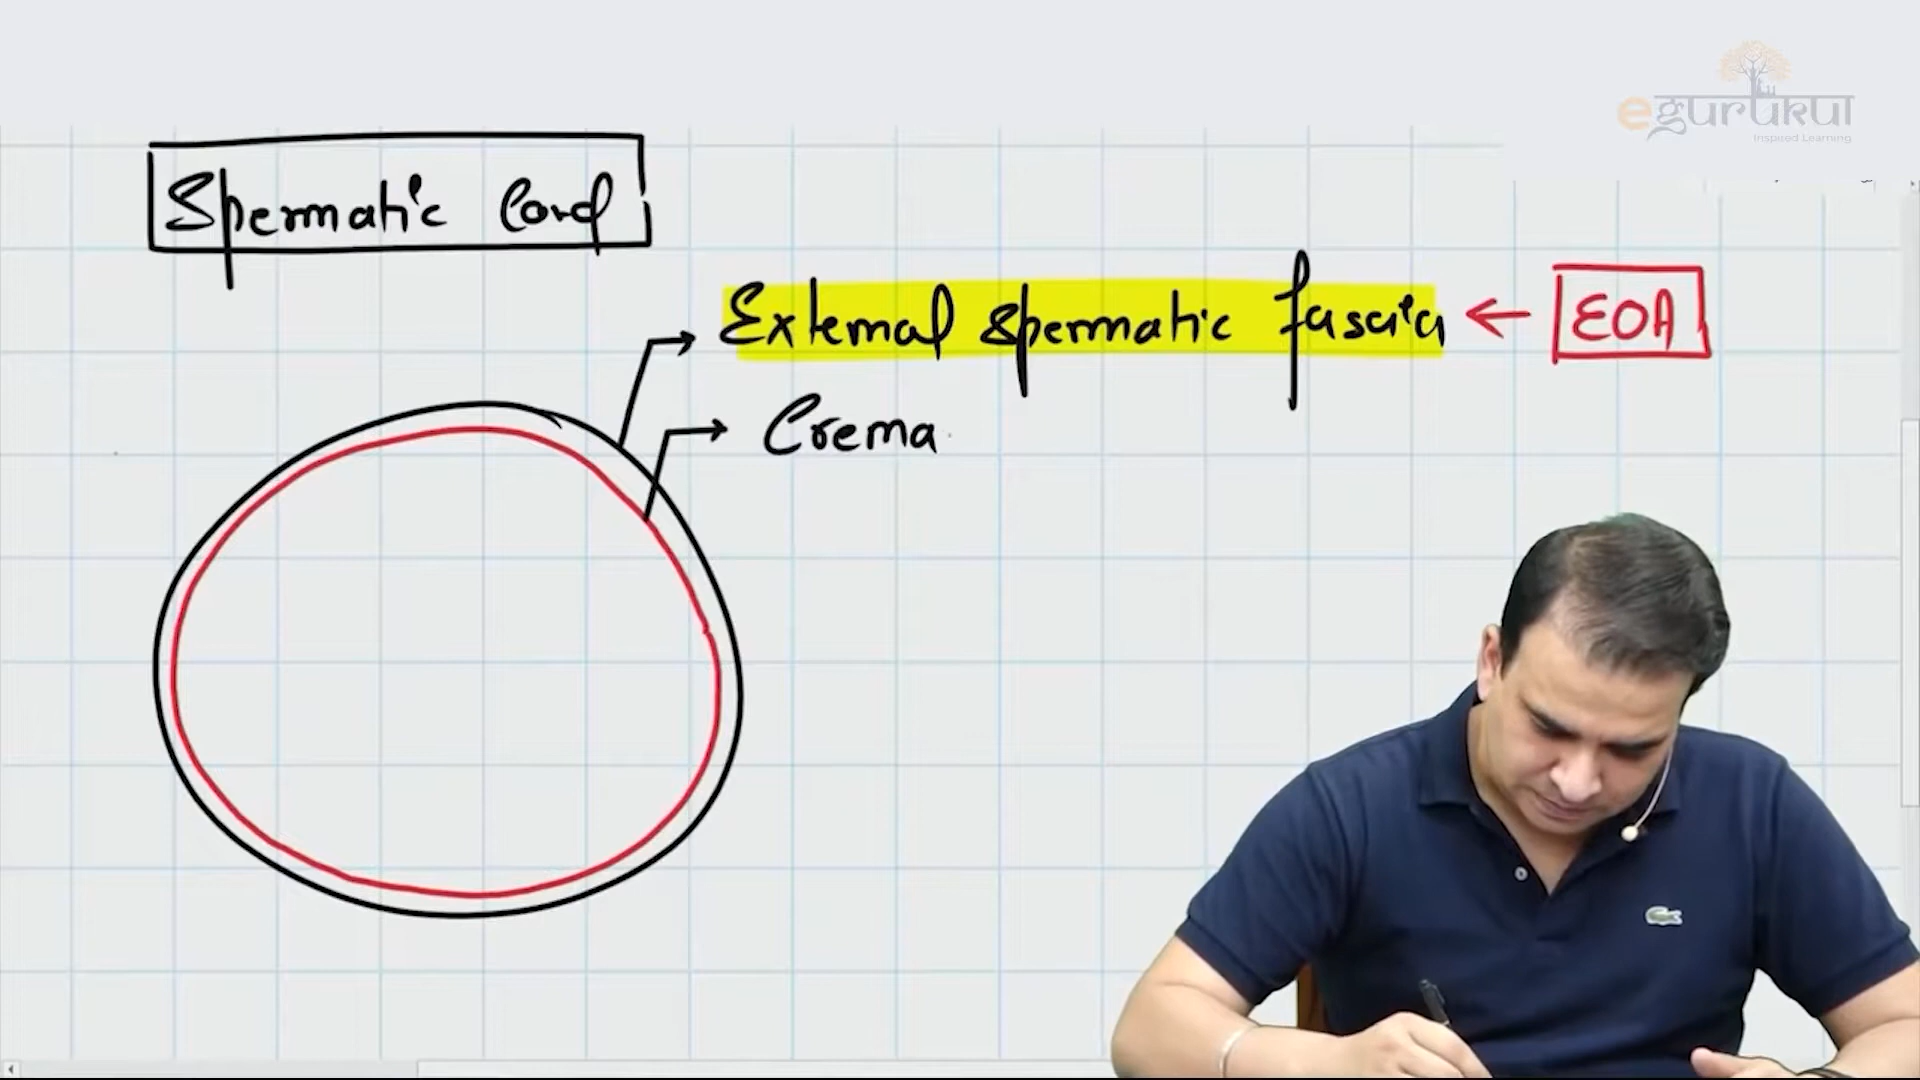 egurukul
Inspired Learning
Spermatic Cord
External spermatic fascia ← EOA
Crema